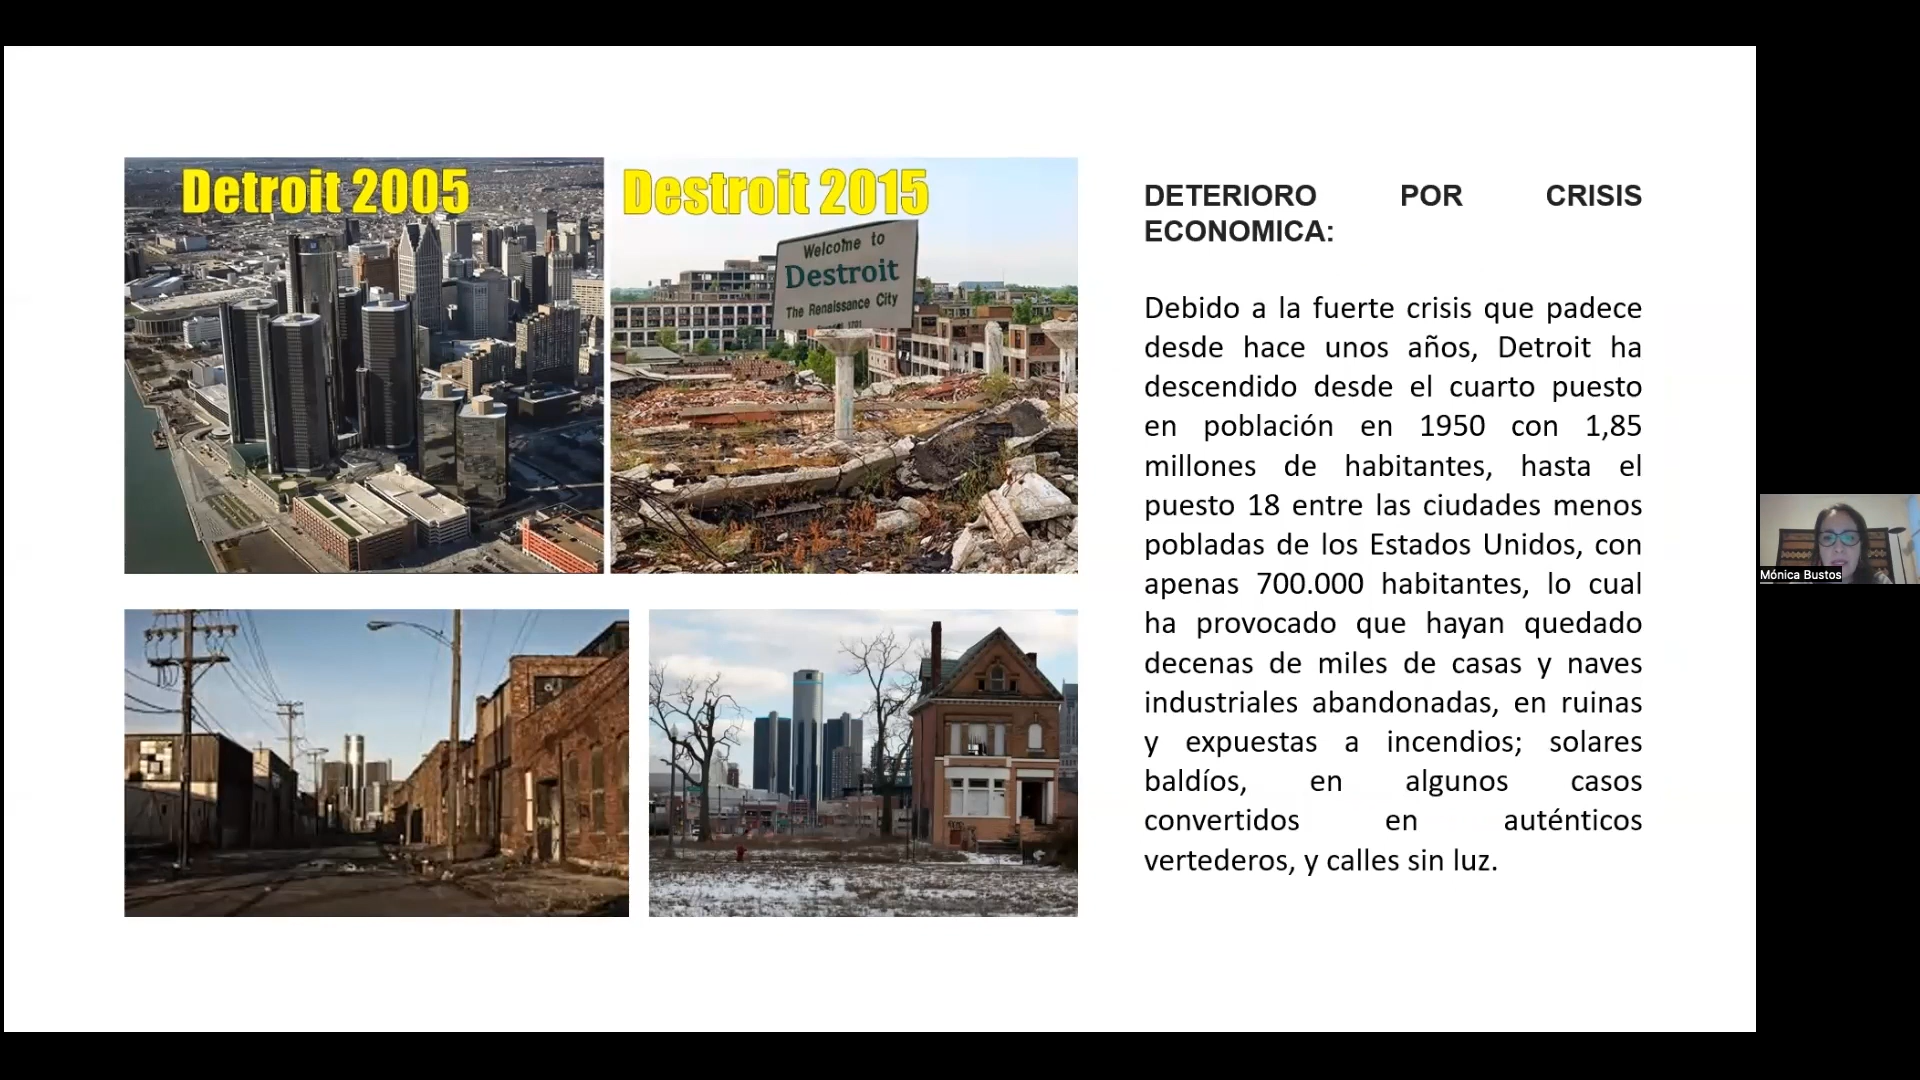 Detroit 2005
Destroit 2015
Welcome to
Destroit
The Renaissance City
DETERIORO POR CRISIS
ECONOMICA:
Debido a la fuerte crisis que padece
desde hace unos años, Detroit ha
descendido desde el cuarto puesto
en población en 1950 con 1,85
millones de habitantes, hasta el
puesto 18 entre las ciudades menos
pobladas de los Estados Unidos, con
apenas 700.000 habitantes, lo cual
ha provocado que hayan quedado
decenas de miles de casas y naves
industriales abandonadas, en ruinas
y expuestas a incendios; solares
baldíos, en algunos casos
convertidos en auténticos
vertederos, y calles sin luz.
Mónica Bustos